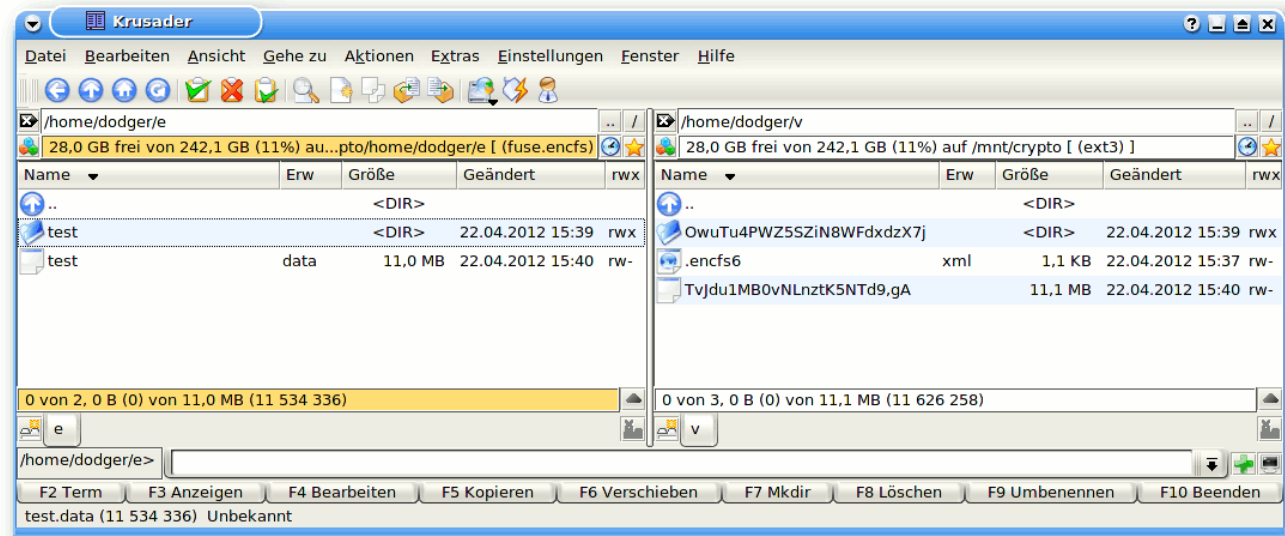 Krusader
Datei Bearbeiten Ansicht Gehe zu Aktionen Extras Einstellungen Fenster Hilfe
/home/dodger/e .. /
28,0 GB frei von 242,1 GB (11%) au...pto/home/dodger/e [ (fuse.encfs)
Name Erw Größe Geändert rwx
.. <DIR>
test <DIR> 22.04.2012 15:39 rwx
test data 11,0 MB 22.04.2012 15:40 rw-
0 von 2, 0 B (0) von 11,0 MB (11 534 336)
e
/home/dodger/v .. /
28,0 GB frei von 242,1 GB (11%) auf /mnt/crypto [ (ext3) ]
Name Erw Größe Geändert rwx
.. <DIR>
OwuTu4PWZ5SZiN8WFdxdzX7j <DIR> 22.04.2012 15:39 rwx
.encfs6 xml 1,1 KB 22.04.2012 15:37 rw-
TvJdu1MB0vNLnztK5NTd9,gA 11,1 MB 22.04.2012 15:40 rw-
0 von 3, 0 B (0) von 11,1 MB (11 626 258)
v
/home/dodger/e>
F2 Term F3 Anzeigen F4 Bearbeiten F5 Kopieren F6 Verschieben F7 Mkdir F8 Löschen F9 Umbenennen F10 Beenden
test.data (11 534 336) Unbekannt